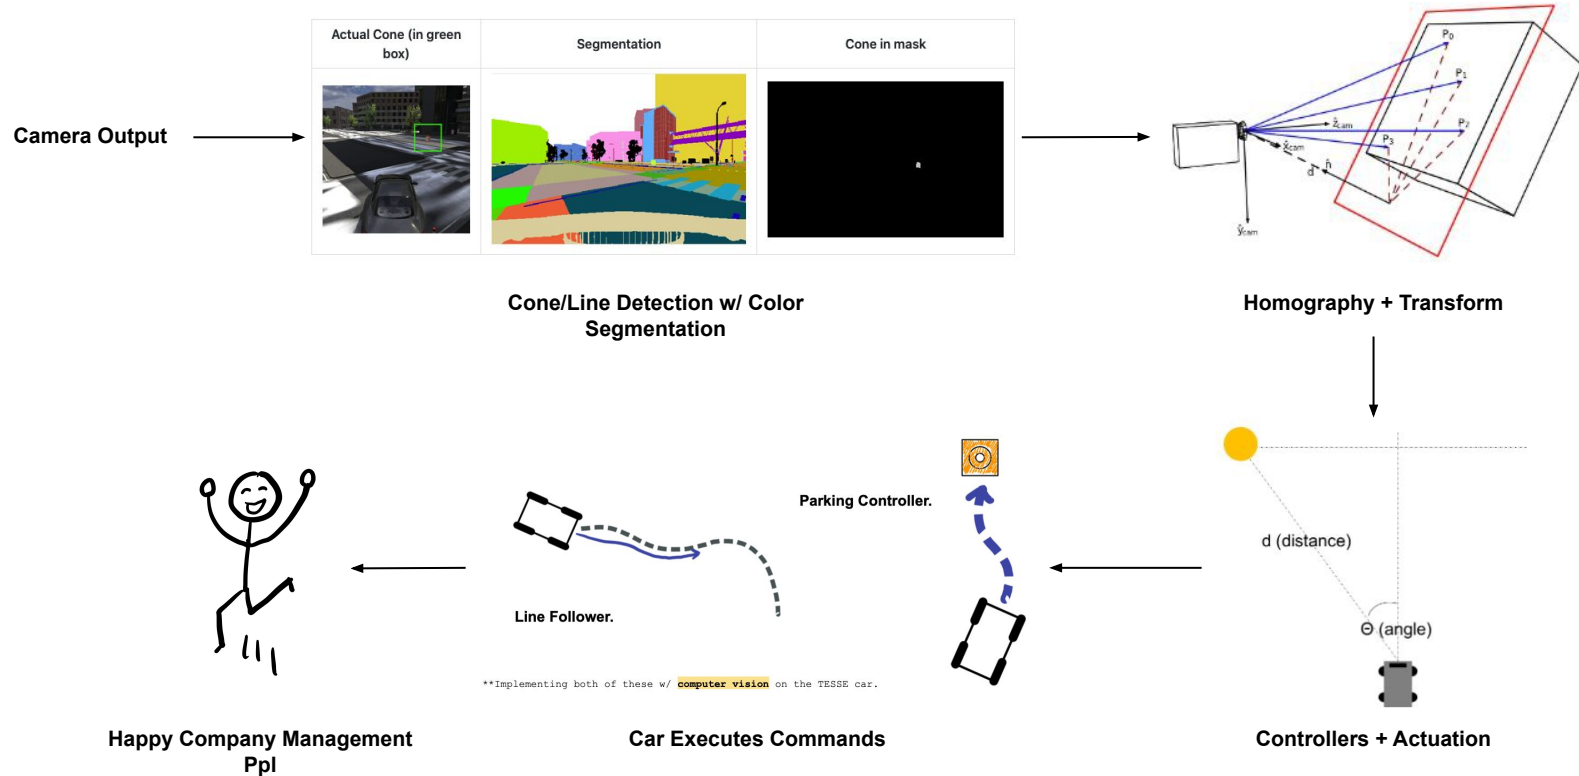 Actual Cone (in green
box)
Segmentation
Cone in mask
Camera Output
P0
P1
P2
P3
ẑcam
x̂cam
n̂
d
ŷcam
Cone/Line Detection w/ Color
Segmentation
Homography + Transform
Parking Controller.
d (distance)
Line Follower.
Θ (angle)
**Implementing both of these w/ computer vision on the TESSE car.
Happy Company Management
Ppl
Car Executes Commands
Controllers + Actuation